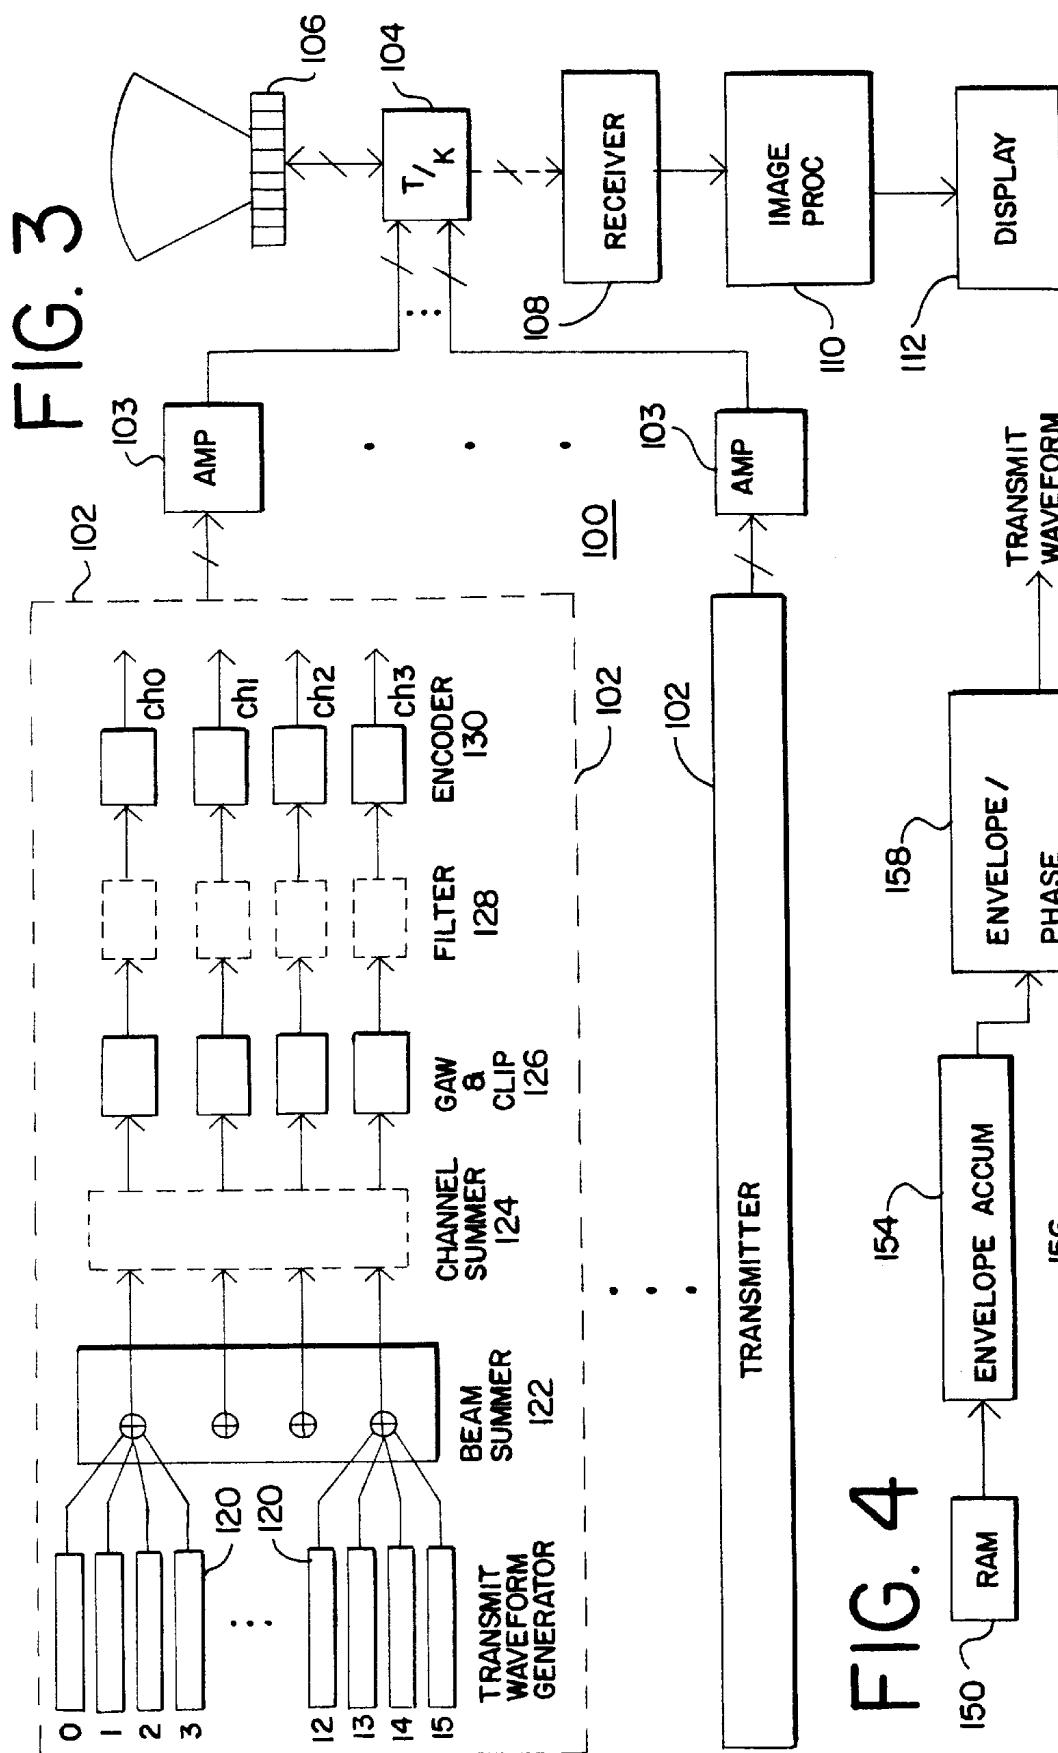 FIG. 3
0
1
2
3
12
13
14
15
120
120
TRANSMIT
WAVEFORM
GENERATOR
BEAM
SUMMER
122
CHANNEL
SUMMER
124
GAW
&
CLIP
126
FILTER
128
ENCODER
130
ch0
ch1
ch2
ch3
102
102
102
TRANSMITTER
103
AMP
103
AMP
100
106
104
T/K
RECEIVER
108
IMAGE
PROC
110
DISPLAY
112
FIG. 4
RAM
150
ENVELOPE ACCUM
154
156
ENVELOPE/
PHASE
158
TRANSMIT
WAVEFORM